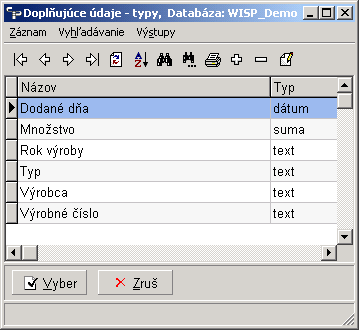 Doplňujúce údaje - typy, Databáza: WISP_Demo
Záznam Vyhľadávanie Výstupy
Názov Typ
Dodané dňa dátum
Množstvo suma
Rok výroby text
Typ text
Výrobca text
Výrobné číslo text
Vyber Zruš